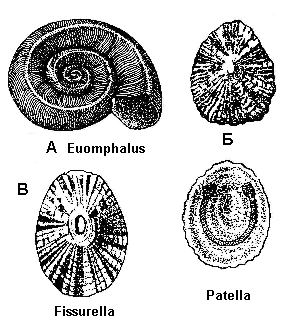 А Euomphalus
Б
В
Fissurella
Patella